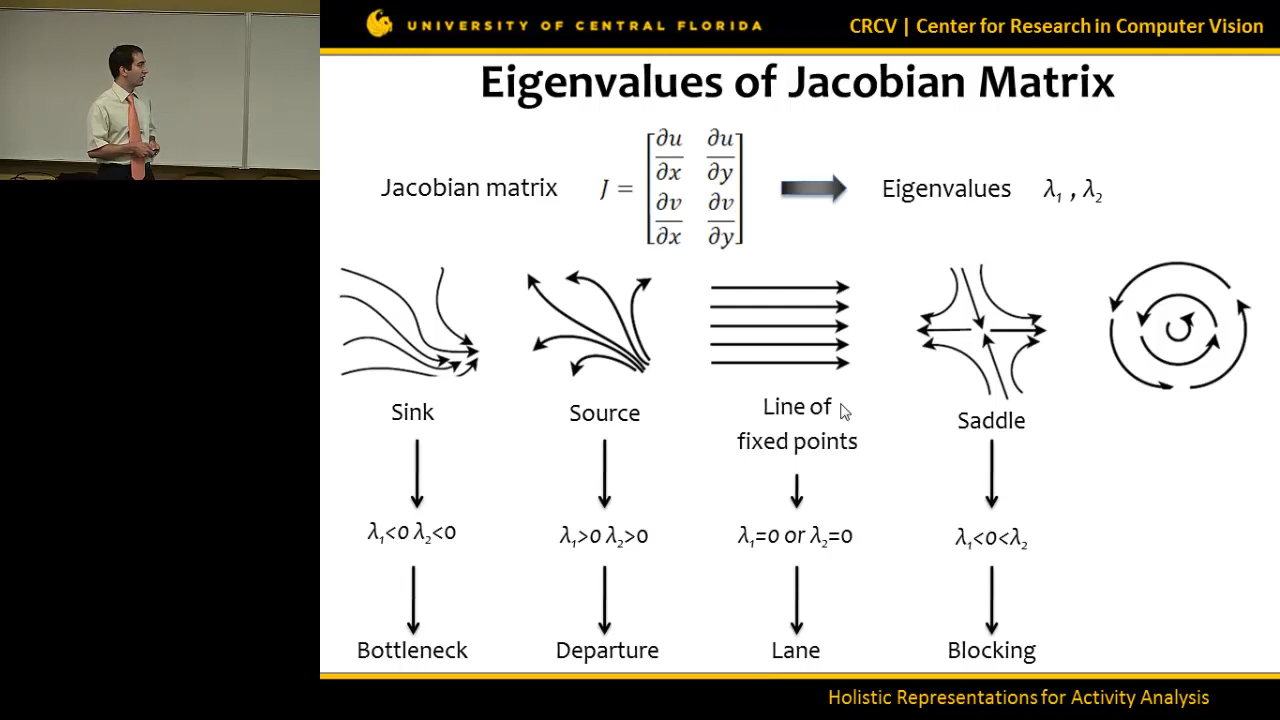 UNIVERSITY OF CENTRAL FLORIDA
CRCV | Center for Research in Computer Vision
Eigenvalues of Jacobian Matrix
Jacobian matrix J = [∂u/∂x ∂u/∂y ∂v/∂x ∂v/∂y] Eigenvalues λ₁ , λ₂
Sink
Source
Line of
fixed points
Saddle
λ₁<0 λ₂<0
λ₁>0 λ₂>0
λ₁=0 or λ₂=0
λ₁<0<λ₂
Bottleneck
Departure
Lane
Blocking
Holistic Representations for Activity Analysis